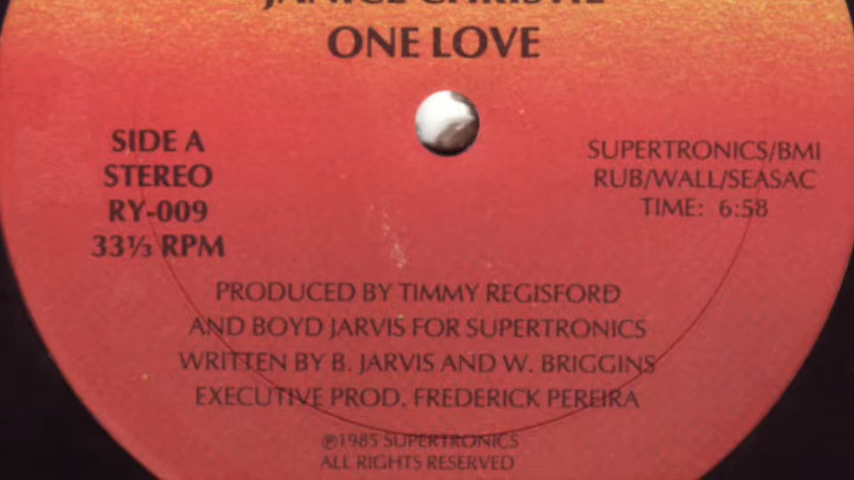 JANICE CHRISTIE
ONE LOVE
SIDE A
STEREO
RY-009
33⅓ RPM
SUPERTRONICS/BMI
RUB/WALL/SEASAC
TIME: 6:58
PRODUCED BY TIMMY REGISFORD
AND BOYD JARVIS FOR SUPERTRONICS
WRITTEN BY B. JARVIS AND W. BRIGGINS
EXECUTIVE PROD. FREDERICK PEREIRA
℗1985 SUPERTRONICS
ALL RIGHTS RESERVED